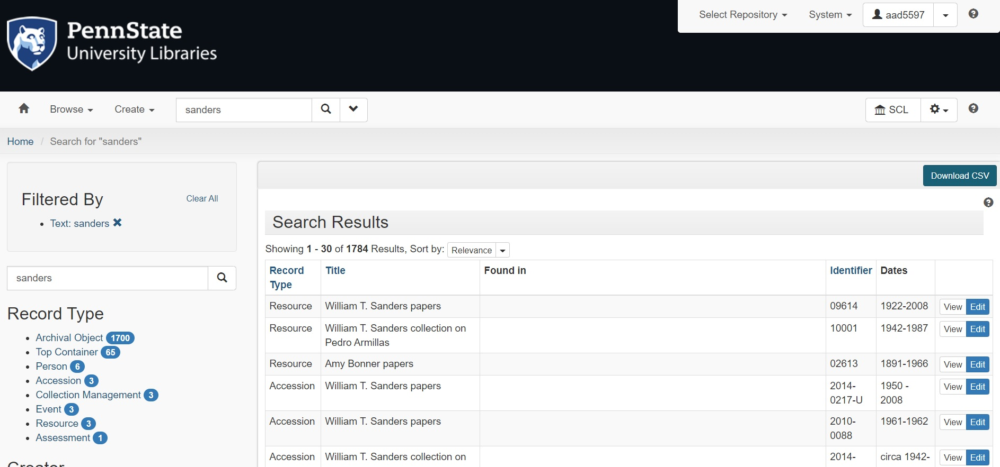 PennState
University Libraries
Select Repository
System
aad5597
Browse
Create
sanders
SCL
Home / Search for "sanders"
Filtered By
Clear All
Text: sanders
sanders
Record Type
Archival Object 1700
Top Container 65
Person 6
Accession 3
Collection Management 3
Event 3
Resource 3
Assessment 1
Download CSV
Search Results
Showing 1 - 30 of 1784 Results, Sort by: Relevance
Record Type Title Found in Identifier Dates
Resource William T. Sanders papers 09614 1922-2008 View Edit
Resource William T. Sanders collection on Pedro Armillas 10001 1942-1987 View Edit
Resource Amy Bonner papers 02613 1891-1966 View Edit
Accession William T. Sanders papers 2014-0217-U 1950 - 2008 View Edit
Accession William T. Sanders papers 2010-0088 1961-1962 View Edit
Accession William T. Sanders collection on 2014- circa 1942- View Edit